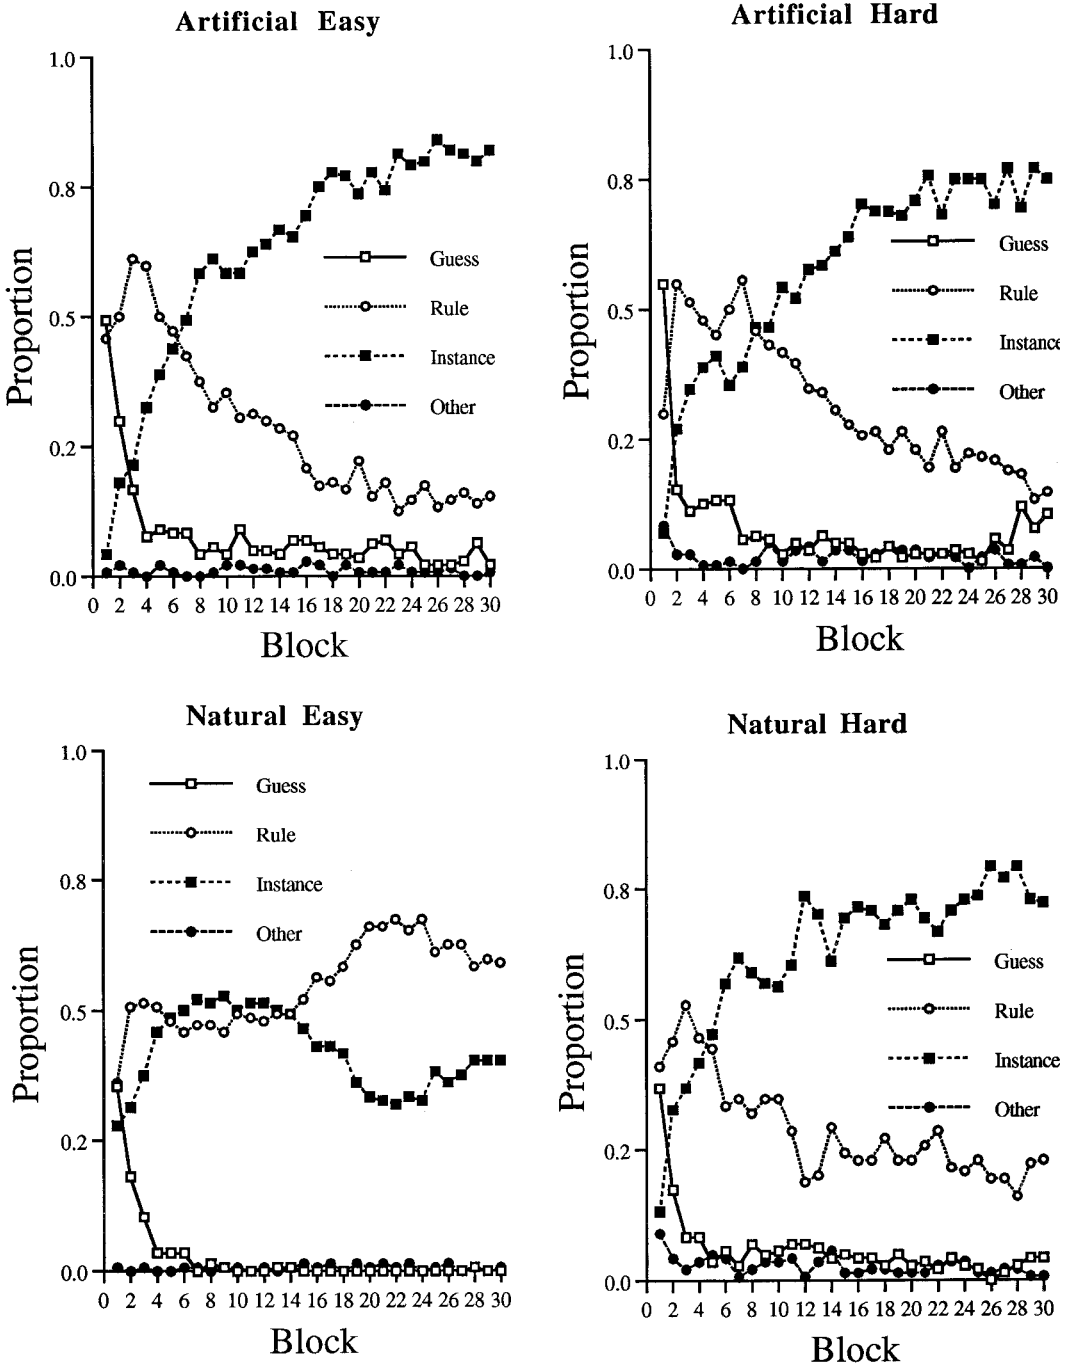 Artificial Easy
1.0
0.8
0.5
0.2
0.0
Proportion
Guess
Rule
Instance
Other
0 2 4 6 8 10 12 14 16 18 20 22 24 26 28 30
Block
Artificial Hard
1.0
0.8
0.5
0.2
0.0
Proportion
Guess
Rule
Instance
Other
0 2 4 6 8 10 12 14 16 18 20 22 24 26 28 30
Block
Natural Easy
1.0
0.8
0.5
0.2
0.0
Proportion
Guess
Rule
Instance
Other
0 2 4 6 8 10 12 14 16 18 20 22 24 26 28 30
Block
Natural Hard
1.0
0.8
0.5
0.2
0.0
Proportion
Guess
Rule
Instance
Other
0 2 4 6 8 10 12 14 16 18 20 22 24 26 28 30
Block